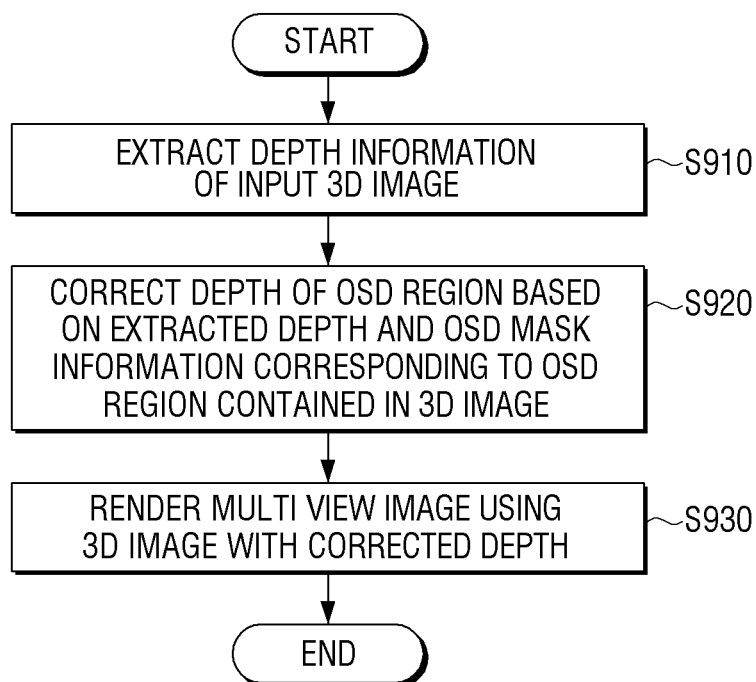 START
EXTRACT DEPTH INFORMATION
OF INPUT 3D IMAGE
S910
CORRECT DEPTH OF OSD REGION BASED
ON EXTRACTED DEPTH AND OSD MASK
INFORMATION CORRESPONDING TO OSD
REGION CONTAINED IN 3D IMAGE
S920
RENDER MULTI VIEW IMAGE USING
3D IMAGE WITH CORRECTED DEPTH
S930
END